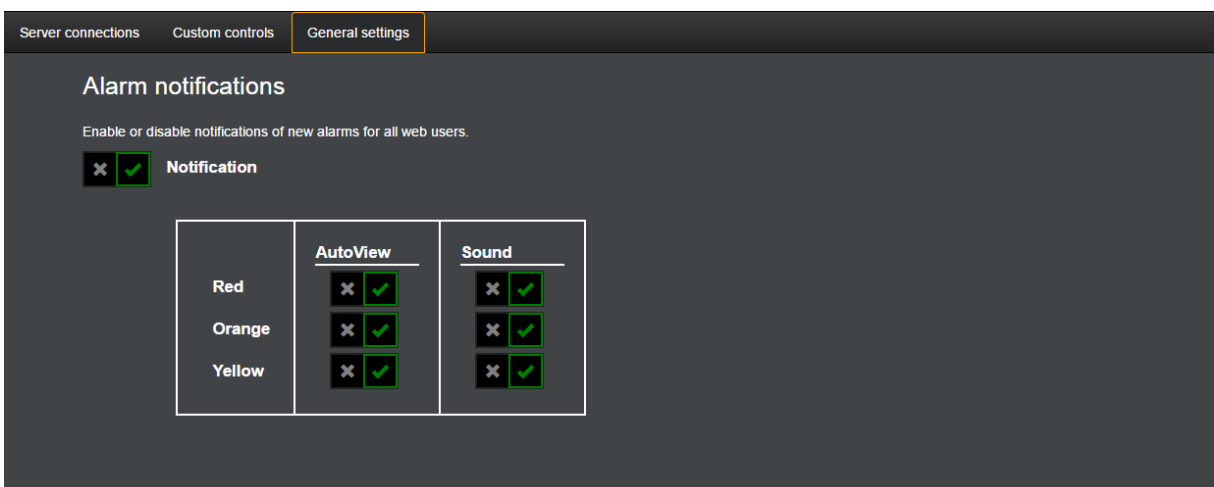 Server connections Custom controls General settings
Alarm notifications
Enable or disable notifications of new alarms for all web users.
Notification
AutoView Sound
Red
Orange
Yellow